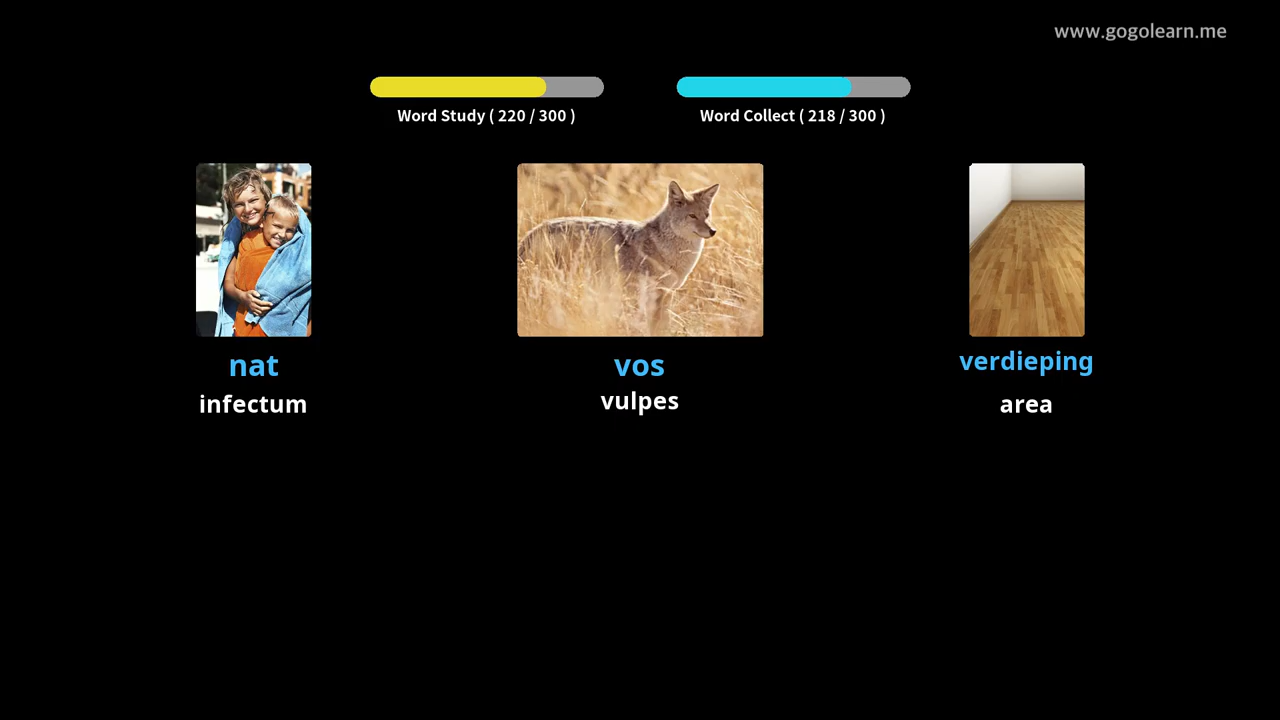 www.gogolearn.me
Word Study ( 220 / 300 )
Word Collect ( 218 / 300 )
nat
infectum
vos
vulpes
verdieping
area